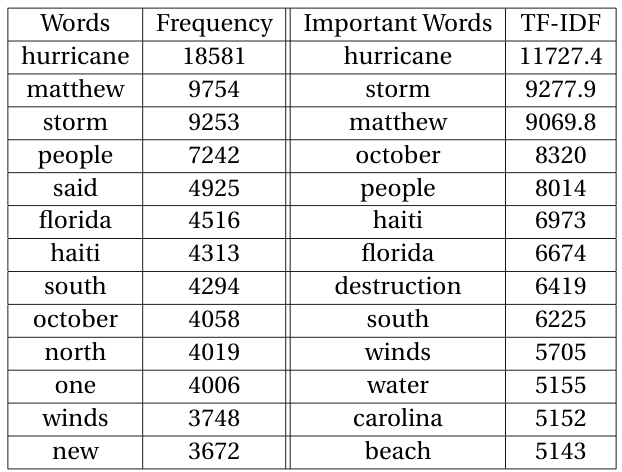 Words Frequency Important Words TF-IDF
hurricane 18581 hurricane 11727.4
matthew 9754 storm 9277.9
storm 9253 matthew 9069.8
people 7242 october 8320
said 4925 people 8014
florida 4516 haiti 6973
haiti 4313 florida 6674
south 4294 destruction 6419
october 4058 south 6225
north 4019 winds 5705
one 4006 water 5155
winds 3748 carolina 5152
new 3672 beach 5143